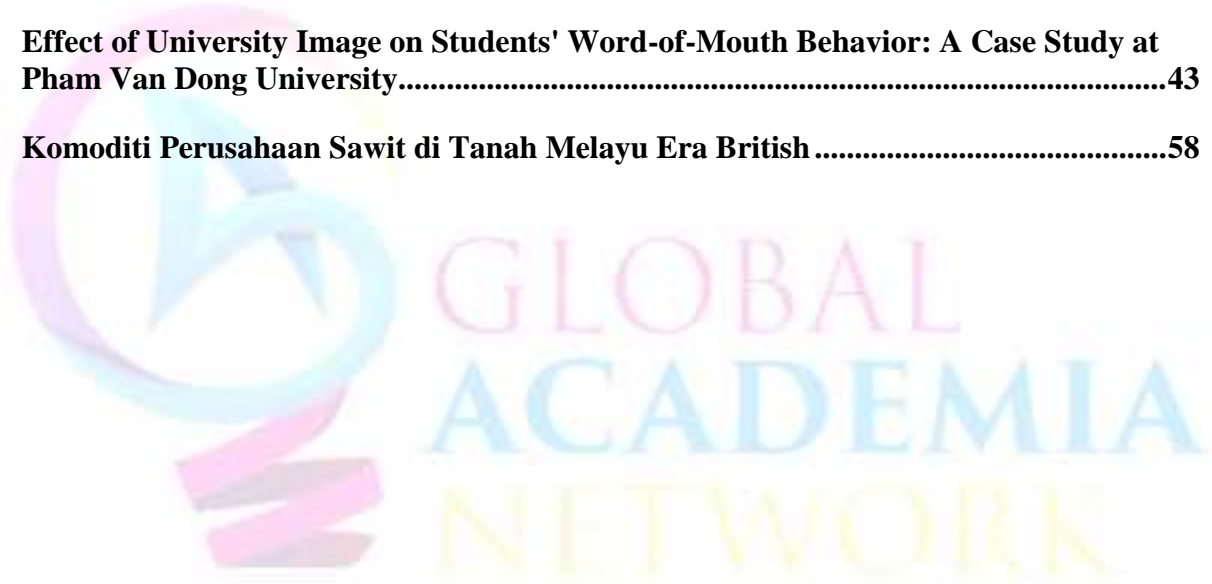 Effect of University Image on Students' Word-of-Mouth Behavior: A Case Study at
Pham Van Dong University....................................................................................................43
Komoditi Perusahaan Sawit di Tanah Melayu Era British..............................................58
GLOBAL
ACADEMIA
NETWORK